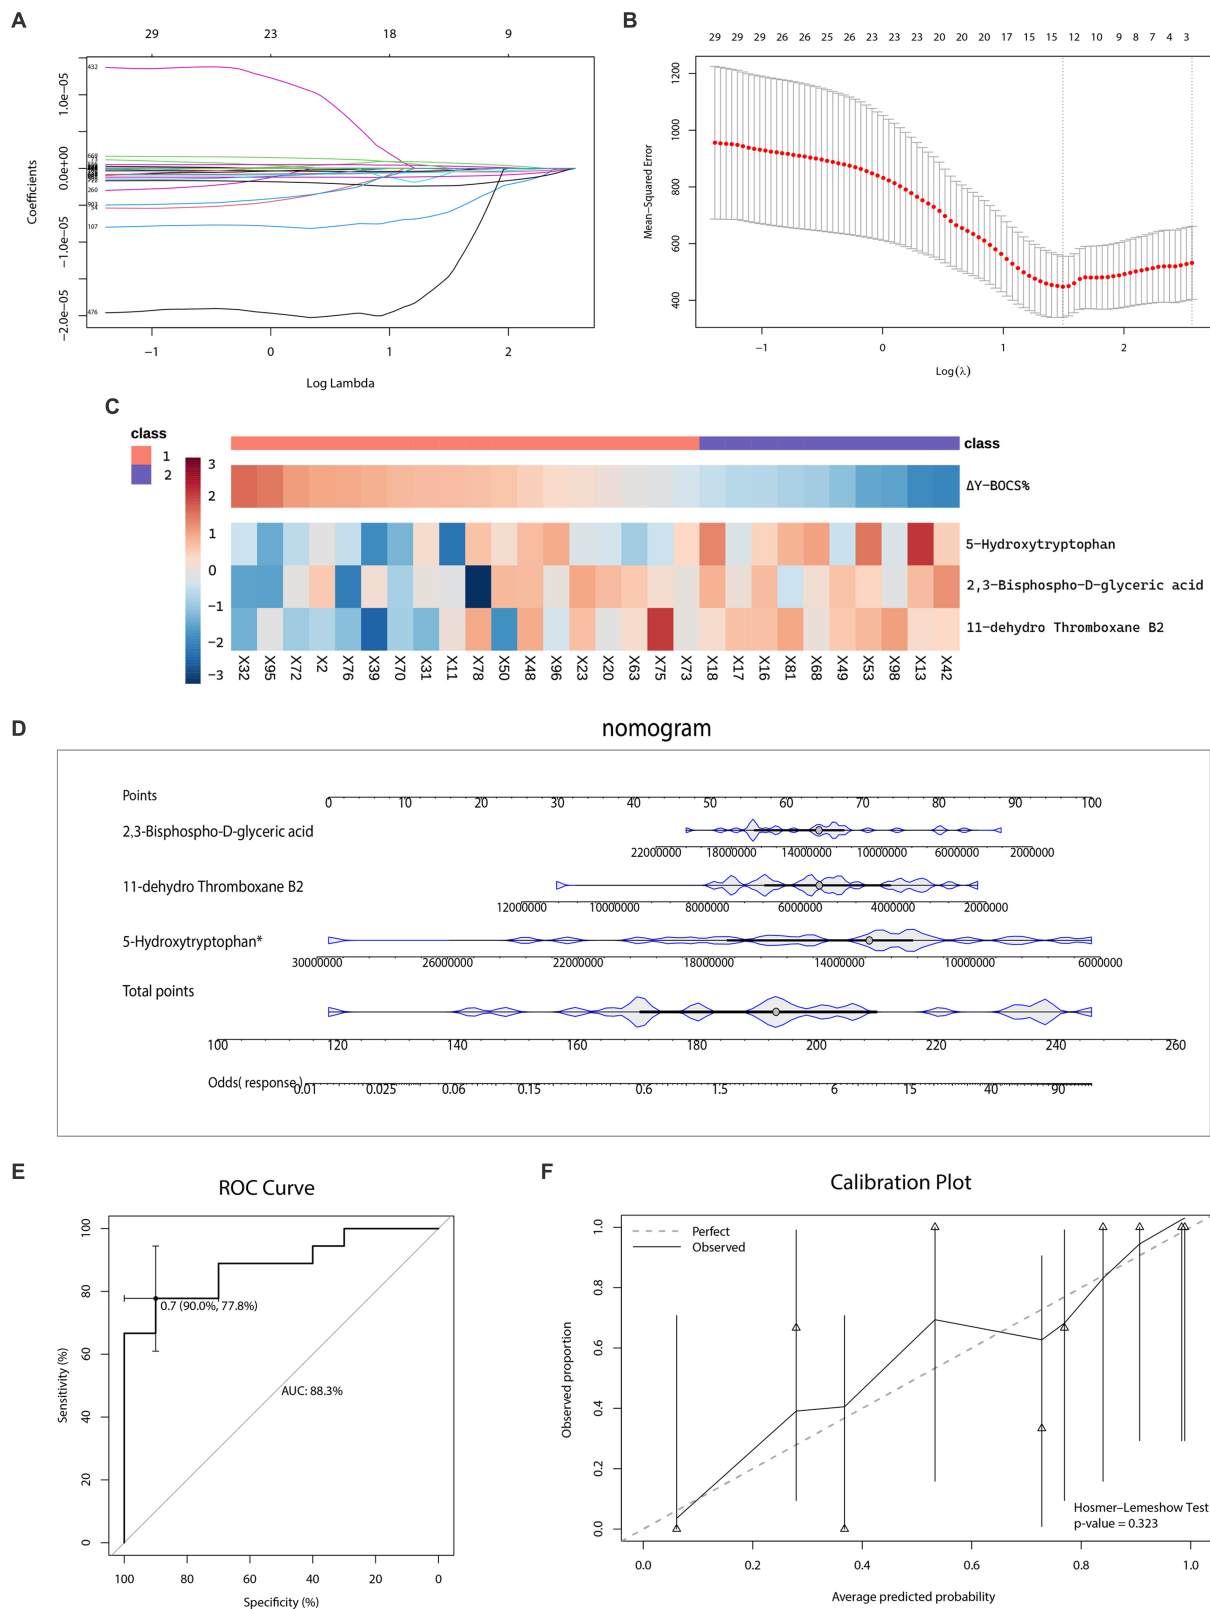 A
29 23 18 9
Coefficients
1.0e-05
0.0e+00
-1.0e-05
-2.0e-05
432
669
260
903
54
107
476
-1 0 1 2
Log Lambda
B
29 29 29 26 26 25 26 23 23 23 20 20 20 17 15 15 12 10 9 8 7 4 3
Mean-Squared Error
1200
1000
800
600
400
-1 0 1 2
Log(λ)
C
class
1
2
3
2
1
0
-1
-2
-3
class
ΔY-BOCS%
5-Hydroxytryptophan
2,3-Bisphospho-D-glyceric acid
11-dehydro Thromboxane B2
X32 X95 X72 X2 X76 X39 X70 X31 X11 X78 X50 X48 X96 X23 X20 X63 X75 X73 X18 X17 X16 X81 X68 X49 X53 X98 X13 X42
D
nomogram
Points
0 10 20 30 40 50 60 70 80 90 100
2,3-Bisphospho-D-glyceric acid
22000000 18000000 14000000 10000000 6000000 2000000
11-dehydro Thromboxane B2
12000000 10000000 8000000 6000000 4000000 2000000
5-Hydroxytryptophan*
30000000 26000000 22000000 18000000 14000000 10000000 6000000
Total points
100 120 140 160 180 200 220 240 260
Odds( response )
0.01 0.025 0.06 0.15 0.6 1.5 6 15 40 90
E
ROC Curve
Sensitivity (%)
100
80
60
40
20
0
0.7 (90.0%, 77.8%)
AUC: 88.3%
100 80 60 40 20 0
Specificity (%)
F
Calibration Plot
Observed proportion
1.0
0.8
0.6
0.4
0.2
0.0
Perfect
Observed
Hosmer-Lemeshow Test
p-value = 0.323
0.0 0.2 0.4 0.6 0.8 1.0
Average predicted probability